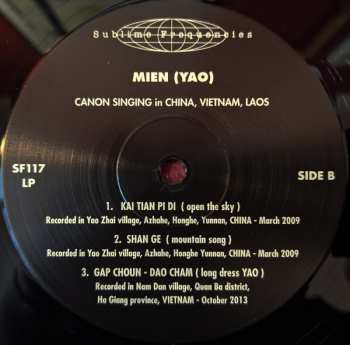 Sublime Frequencies
MIEN (YAO)
CANON SINGING in CHINA, VIETNAM, LAOS
SF117
LP
SIDE B
1. KAI TIAN PI DI ( open the sky )
Recorded in Yao Zhai village, Azhahe, Honghe, Yunnan, CHINA - March 2009
2. SHAN GE ( mountain song )
Recorded in Yao Zhai village, Azhahe, Honghe, Yunnan, CHINA - March 2009
3. GAP CHOUN - DAO CHAM ( long dress YAO )
Recorded in Nam Dan village, Quan Ba district,
Ha Giang province, VIETNAM - October 2013